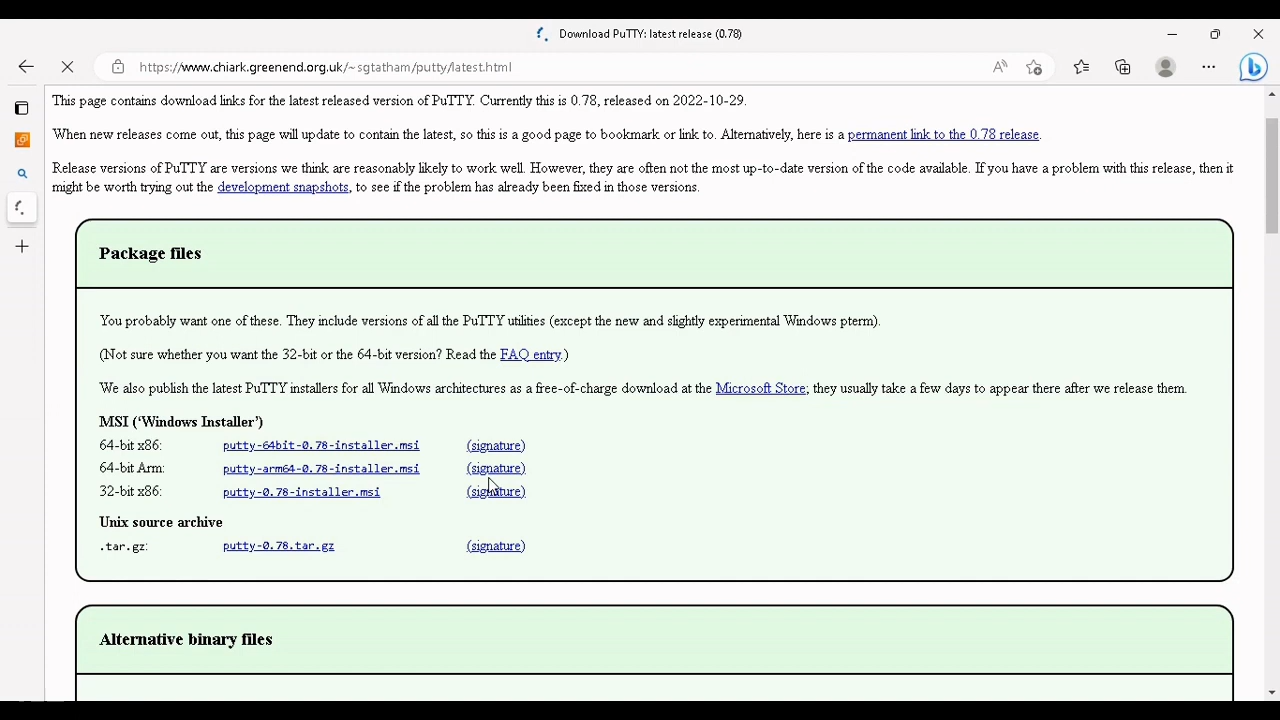 Download PuTTY: latest release (0.78)
https://www.chiark.greenend.org.uk/~sgtatham/putty/latest.html
This page contains download links for the latest released version of PuTTY. Currently this is 0.78, released on 2022-10-29.
When new releases come out, this page will update to contain the latest, so this is a good page to bookmark or link to. Alternatively, here is a permanent link to the 0.78 release.
Release versions of PuTTY are versions we think are reasonably likely to work well. However, they are often not the most up-to-date version of the code available. If you have a problem with this release, then it
might be worth trying out the development snapshots, to see if the problem has already been fixed in those versions.
Package files
You probably want one of these. They include versions of all the PuTTY utilities (except the new and slightly experimental Windows pterm).
(Not sure whether you want the 32-bit or the 64-bit version? Read the FAQ entry.)
We also publish the latest PuTTY installers for all Windows architectures as a free-of-charge download at the Microsoft Store; they usually take a few days to appear there after we release them.
MSI (‘Windows Installer’)
64-bit x86: putty-64bit-0.78-installer.msi (signature)
64-bit Arm: putty-arm64-0.78-installer.msi (signature)
32-bit x86: putty-0.78-installer.msi (signature)
Unix source archive
.tar.gz: putty-0.78.tar.gz (signature)
Alternative binary files